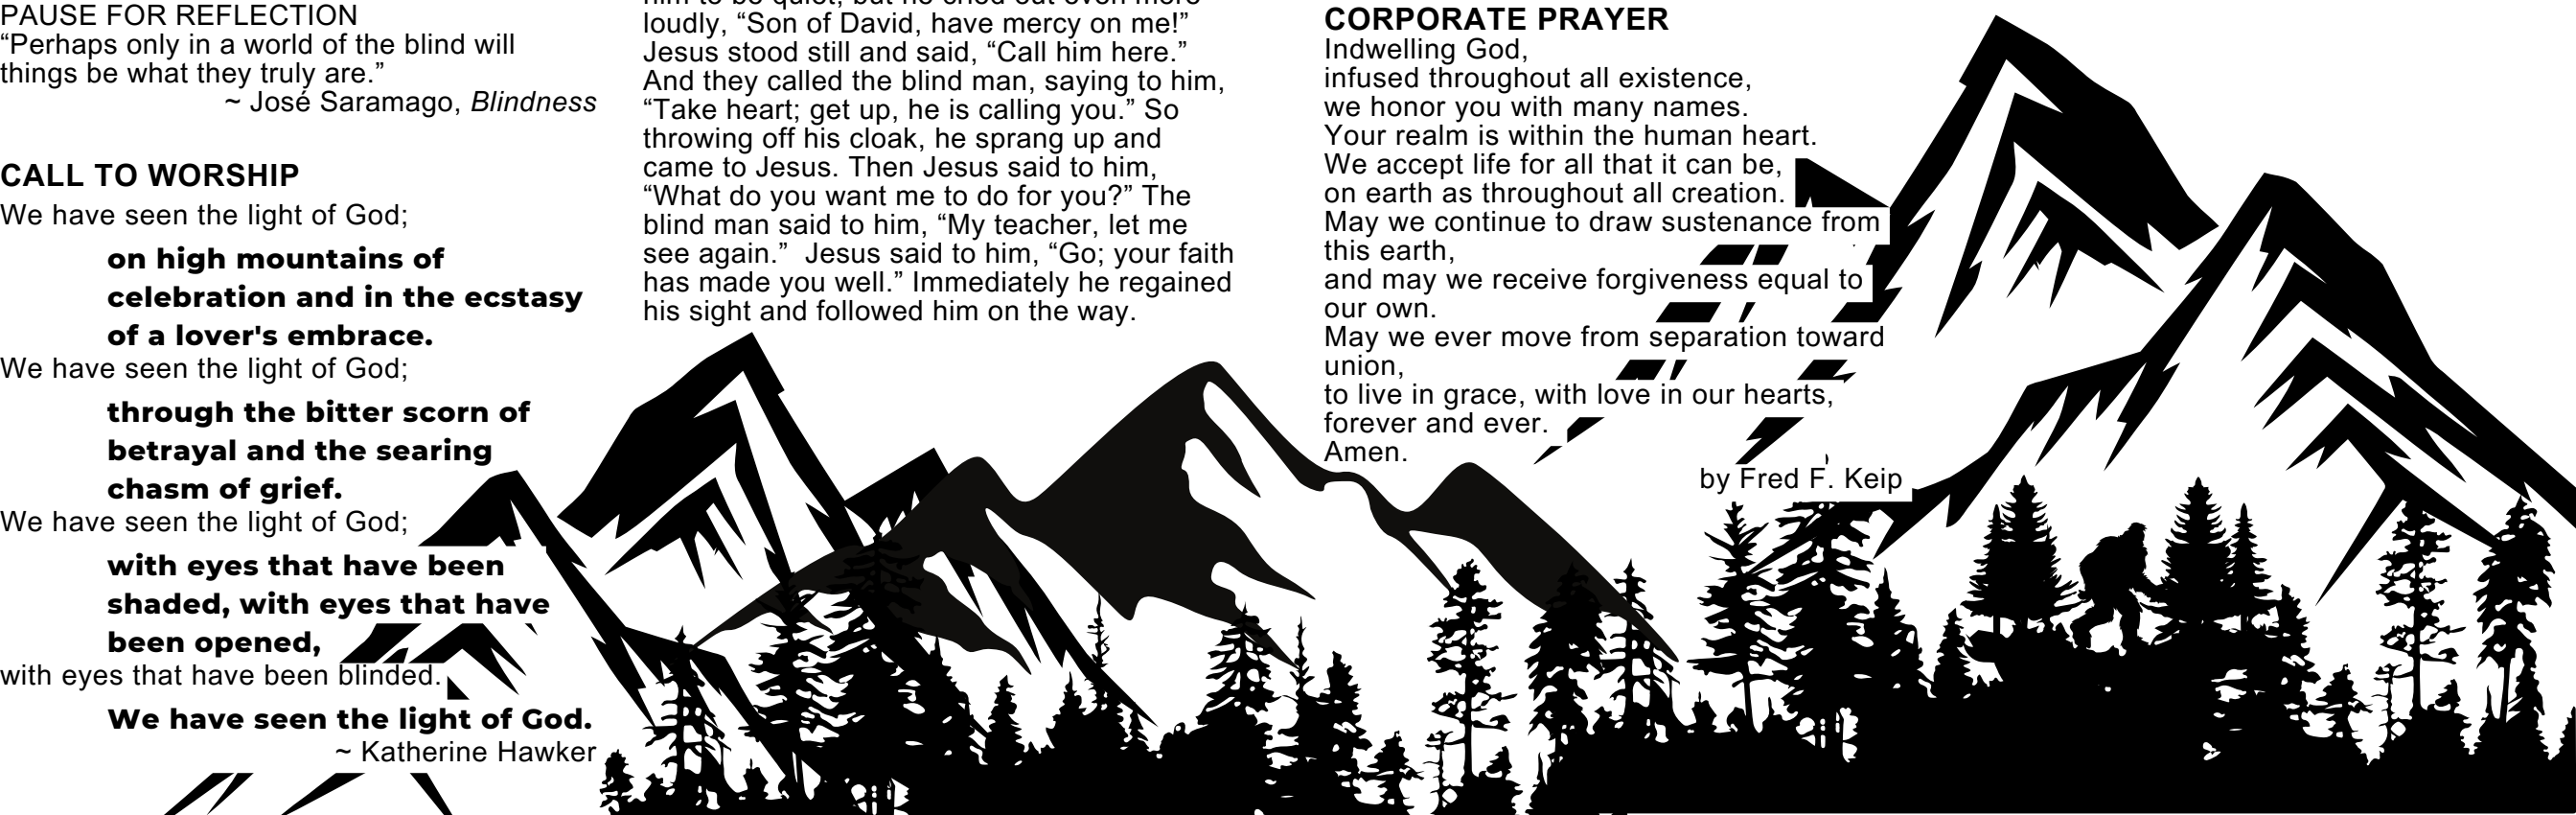 PAUSE FOR REFLECTION
“Perhaps only in a world of the blind will
things be what they truly are.”
~ José Saramago, Blindness
CALL TO WORSHIP
We have seen the light of God;
on high mountains of
celebration and in the ecstasy
of a lover's embrace.
We have seen the light of God;
through the bitter scorn of
betrayal and the searing
chasm of grief.
We have seen the light of God;
with eyes that have been
shaded, with eyes that have
been opened,
with eyes that have been blinded.
We have seen the light of God.
~ Katherine Hawker
him to be quiet, but he cried out even more
loudly, “Son of David, have mercy on me!”
Jesus stood still and said, “Call him here.”
And they called the blind man, saying to him,
“Take heart; get up, he is calling you.” So
throwing off his cloak, he sprang up and
came to Jesus. Then Jesus said to him,
“What do you want me to do for you?” The
blind man said to him, “My teacher, let me
see again.”  Jesus said to him, “Go; your faith
has made you well.” Immediately he regained
his sight and followed him on the way.
CORPORATE PRAYER
Indwelling God,
infused throughout all existence,
we honor you with many names.
Your realm is within the human heart.
We accept life for all that it can be,
on earth as throughout all creation.
May we continue to draw sustenance from
this earth,
and may we receive forgiveness equal to
our own.
May we ever move from separation toward
union,
to live in grace, with love in our hearts,
forever and ever.
Amen.
by Fred F. Keip